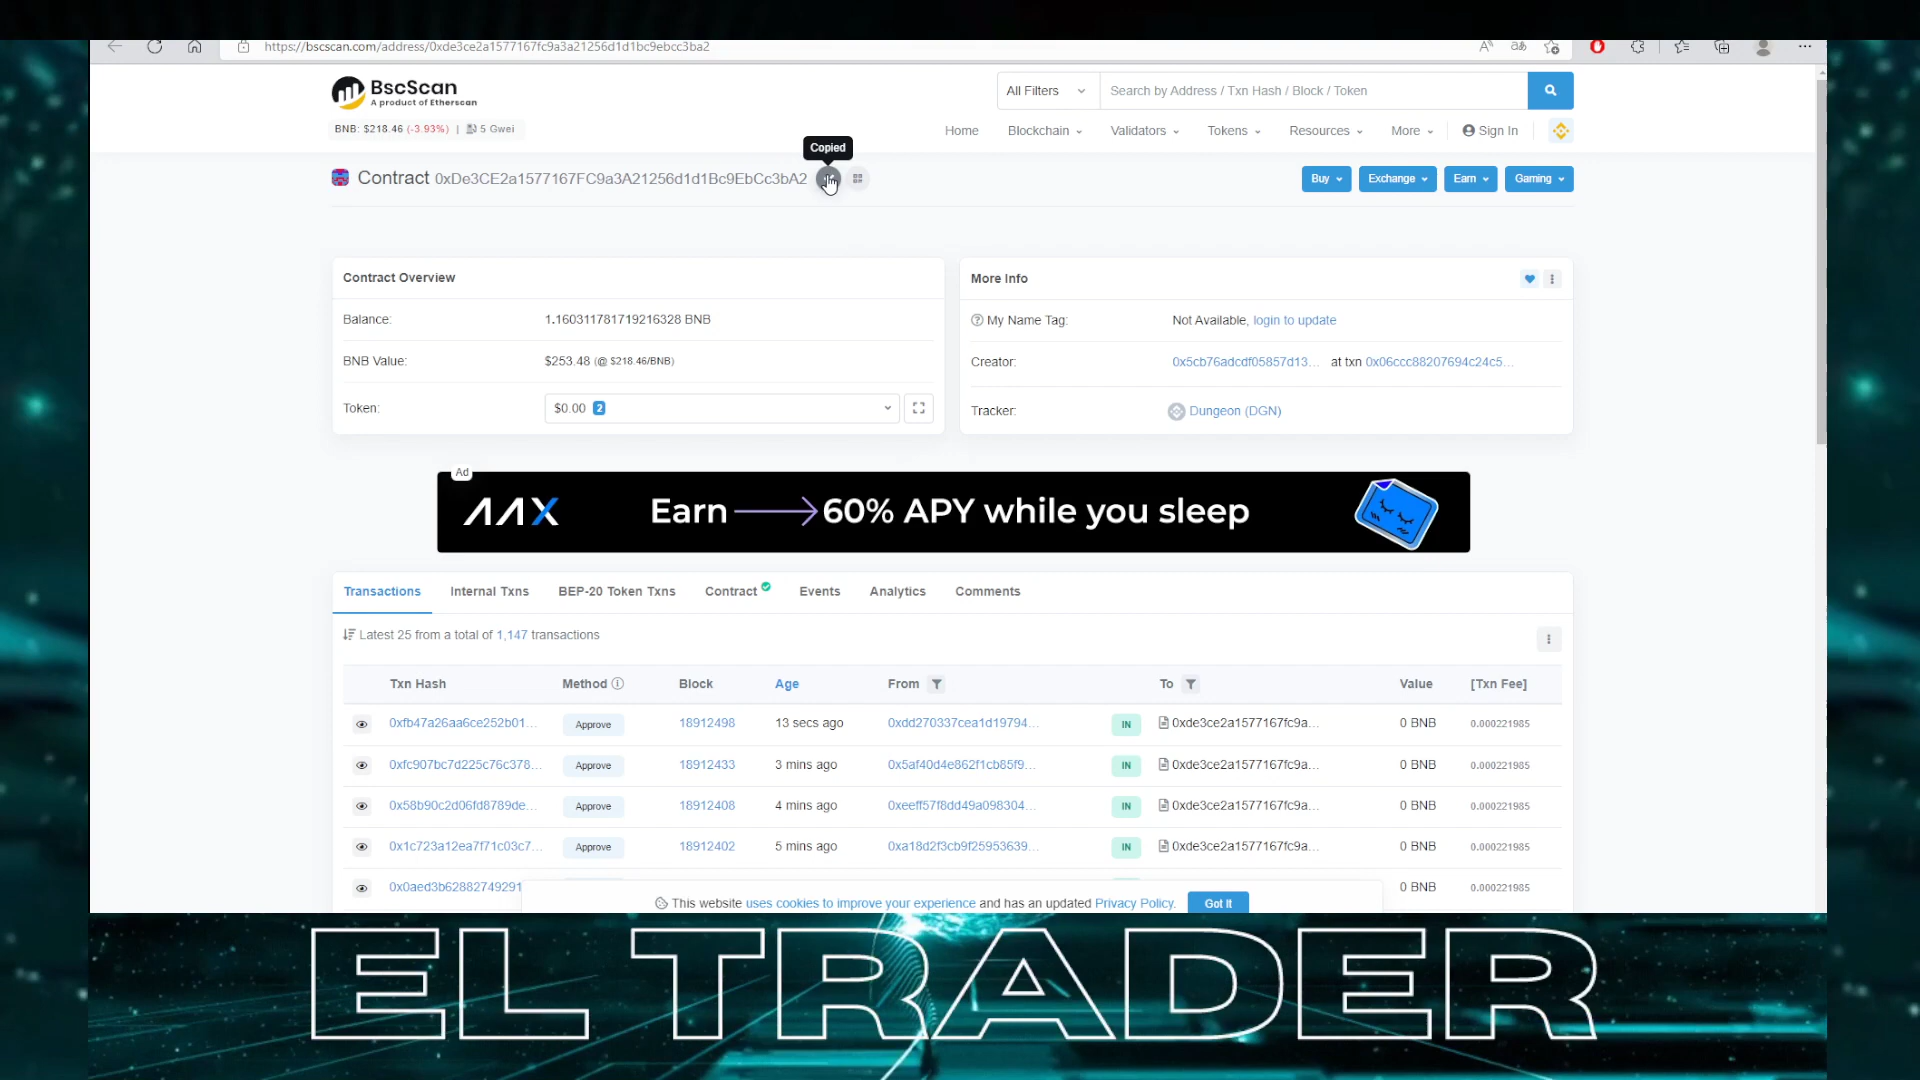 https://bscscan.com/address/0xde3ce2a1577167fc9a3a21256d1d1bc9ebcc3ba2
BscScan
A product of Etherscan
All Filters
Search by Address / Txn Hash / Block / Token
BNB: $218.46 (-3.93%) | 5 Gwei
Home Blockchain Validators Tokens Resources More Sign In
Copied
Contract 0xDe3CE2a1577167FC9a3A21256d1d1Bc9EbCc3bA2
Buy Exchange Earn Gaming
Contract Overview
Balance: 1.160311781719216328 BNB
BNB Value: $253.48 (@ $218.46/BNB)
Token: $0.00 2
More Info
My Name Tag: Not Available, login to update
Creator: 0x5cb76adcdf05857d13... at txn 0x06ccc88207694c24c5...
Tracker: Dungeon (DGN)
Ad
AAX Earn 60% APY while you sleep
Transactions Internal Txns BEP-20 Token Txns Contract Events Analytics Comments
Latest 25 from a total of 1,147 transactions
Txn Hash Method Block Age From To Value [Txn Fee]
0xfb47a26aa6ce252b01... Approve 18912498 13 secs ago 0xdd270337cea1d19794... IN 0xde3ce2a1577167fc9a... 0 BNB 0.000221985
0xfc907bc7d225c76c378... Approve 18912433 3 mins ago 0x5af40d4e862f1cb85f9... IN 0xde3ce2a1577167fc9a... 0 BNB 0.000221985
0x58b90c2d06fd8789de... Approve 18912408 4 mins ago 0xeeff57f8dd49a098304... IN 0xde3ce2a1577167fc9a... 0 BNB 0.000221985
0x1c723a12ea7f71c03c7... Approve 18912402 5 mins ago 0xa18d2f3cb9f25953639... IN 0xde3ce2a1577167fc9a... 0 BNB 0.000221985
0x0aed3b62882749291 0 BNB 0.000221985
This website uses cookies to improve your experience and has an updated Privacy Policy. Got It
EL TRADER